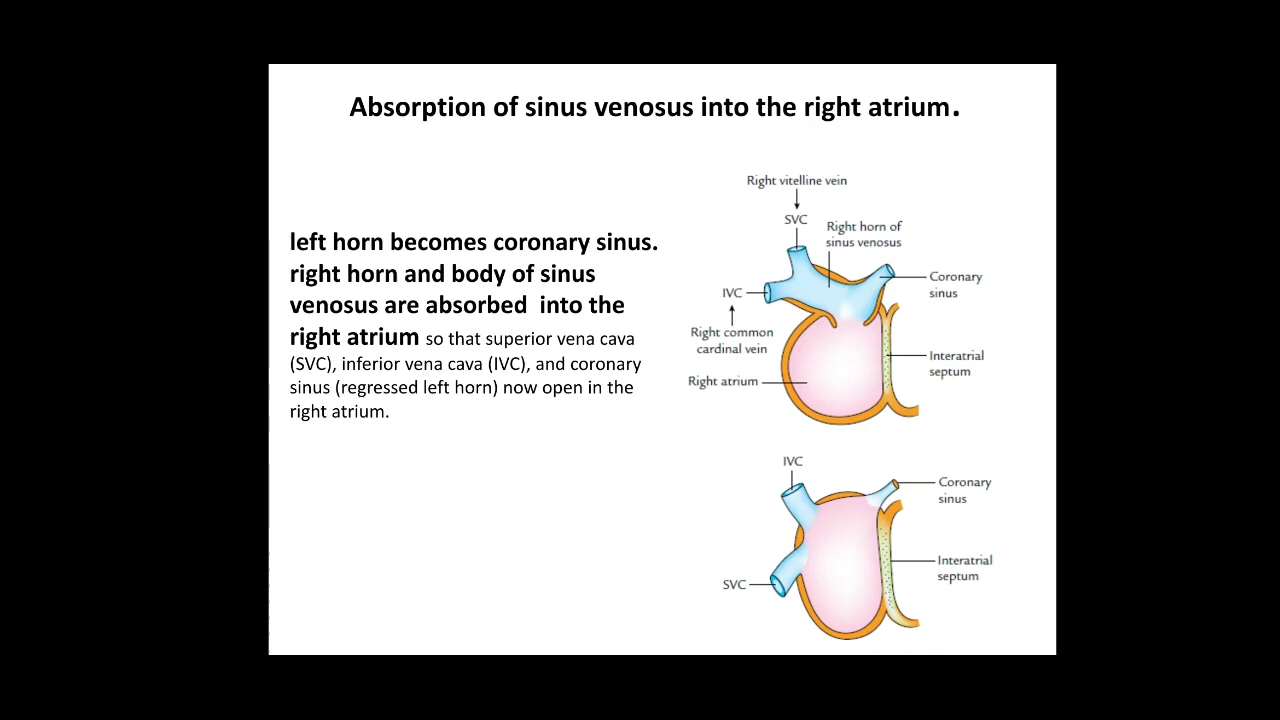 Absorption of sinus venosus into the right atrium.
left horn becomes coronary sinus.
right horn and body of sinus
venosus are absorbed into the
right atrium so that superior vena cava
(SVC), inferior vena cava (IVC), and coronary
sinus (regressed left horn) now open in the
right atrium.
Right vitelline vein
SVC
Right horn of
sinus venosus
Coronary
sinus
IVC
Right common
cardinal vein
Interatrial
septum
Right atrium
IVC
Coronary
sinus
Interatrial
septum
SVC